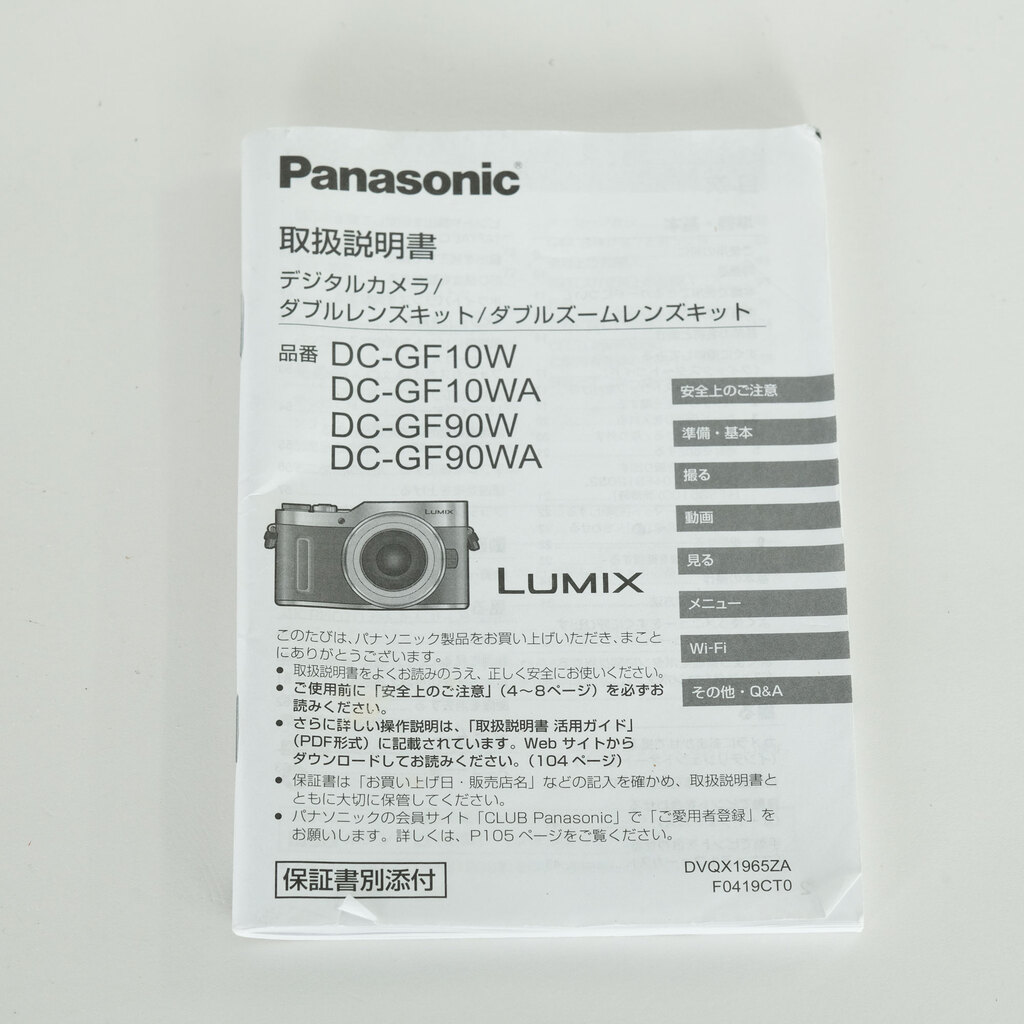 Panasonic®
取扱説明書
デジタルカメラ/
ダブルレンズキット/ダブルズームレンズキット
品番 DC-GF10W
DC-GF10WA
DC-GF90W
DC-GF90WA
安全上のご注意
準備・基本
撮る
動画
見る
メニュー
Wi-Fi
その他・Q&A
LUMIX
LUMIX
このたびは、パナソニック製品をお買い上げいただき、まこと
にありがとうございます。
● 取扱説明書をよくお読みのうえ、正しく安全にお使いください。
● ご使用前に「安全上のご注意」（4～8ページ）を必ずお
読みください。
● さらに詳しい操作説明は、「取扱説明書 活用ガイド」
（PDF形式）に記載されています。Web サイトから
ダウンロードしてお読みください。（104 ページ）
● 保証書は「お買い上げ日・販売店名」などの記入を確かめ、取扱説明書と
ともに大切に保管してください。
● パナソニックの会員サイト「CLUB Panasonic」で「ご愛用者登録」を
お願いします。詳しくは、P105 ページをご覧ください。
保証書別添付
DVQX1965ZA
F0419CT0